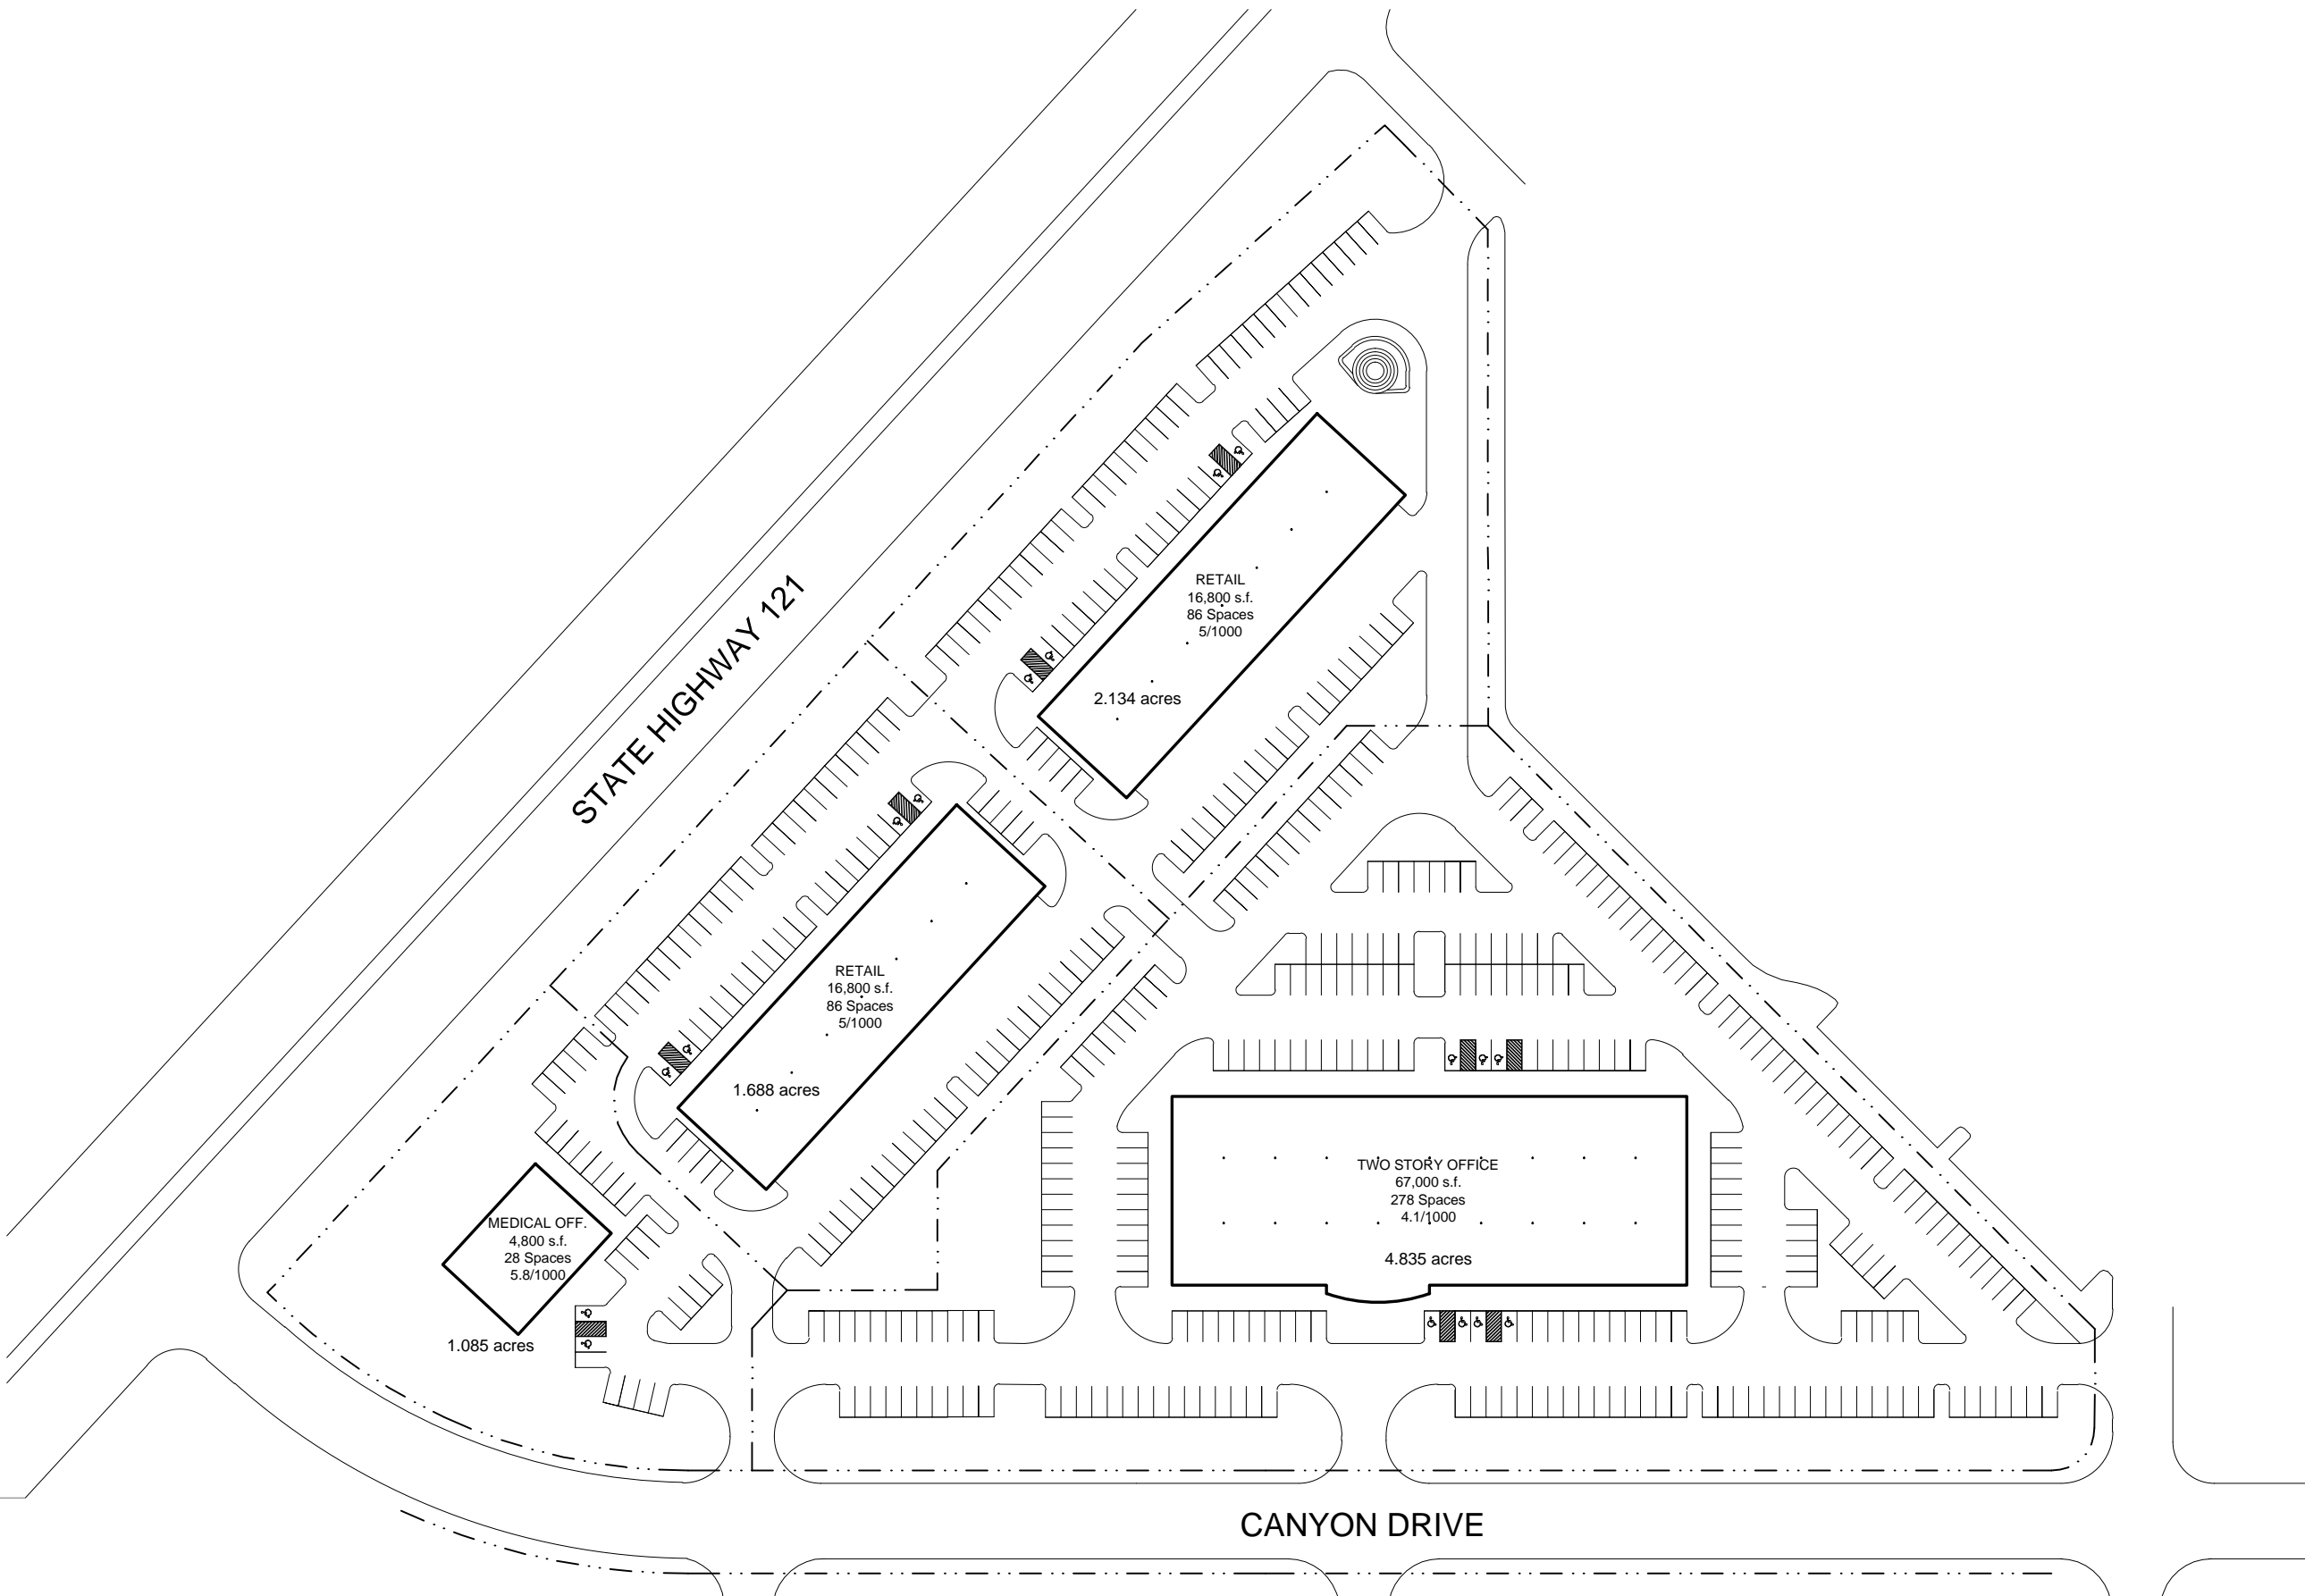 STATE HIGHWAY 121
RETAIL
16,800 s.f.
86 Spaces
5/1000
2.134 acres
RETAIL
16,800 s.f.
86 Spaces
5/1000
1.688 acres
MEDICAL OFF.
4,800 s.f.
28 Spaces
5.8/1000
1.085 acres
TWO STORY OFFICE
67,000 s.f.
278 Spaces
4.1/1000
4.835 acres
CANYON DRIVE